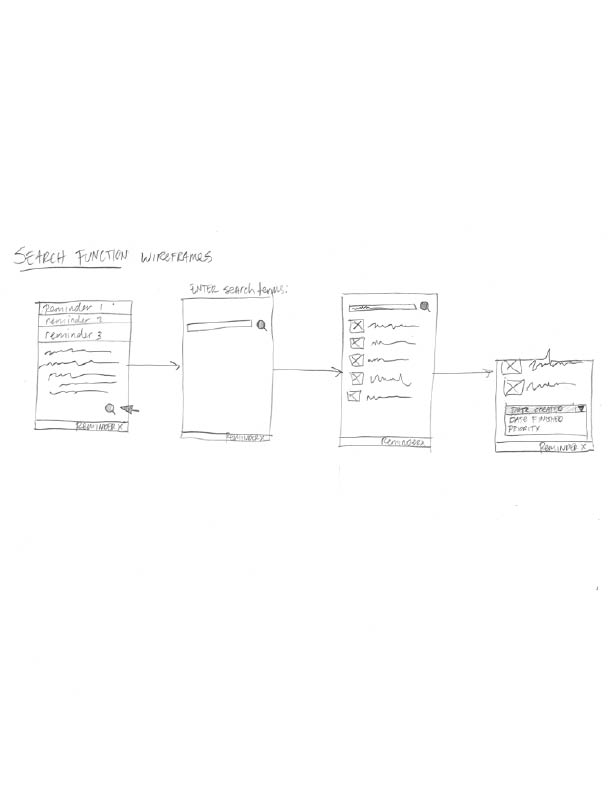 SEARCH FUNCTION WIREFRAMES
ENTER search terms:
Reminder 1
reminder 2
reminder 3
REMINDER X
REMINDER X
REMINDER X
DATE CREATED
DATE FINISHED
PRIORITY
REMINDER X